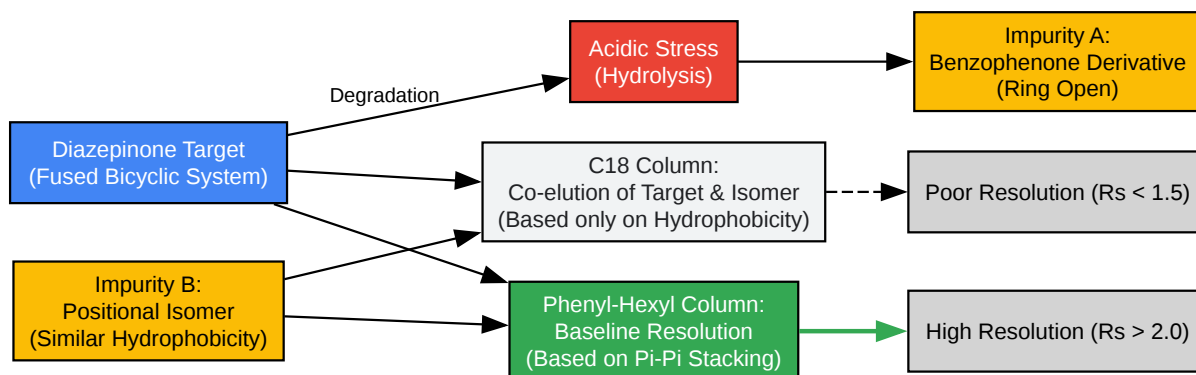 Acidic Stress
(Hydrolysis)
Impurity A:
Benzophenone Derivative
(Ring Open)
Degradation
Diazepinone Target
(Fused Bicyclic System)
C18 Column:
Co-elution of Target & Isomer
(Based only on Hydrophobicity)
Poor Resolution (Rs < 1.5)
Impurity B:
Positional Isomer
(Similar Hydrophobicity)
Phenyl-Hexyl Column:
Baseline Resolution
(Based on Pi-Pi Stacking)
High Resolution (Rs > 2.0)